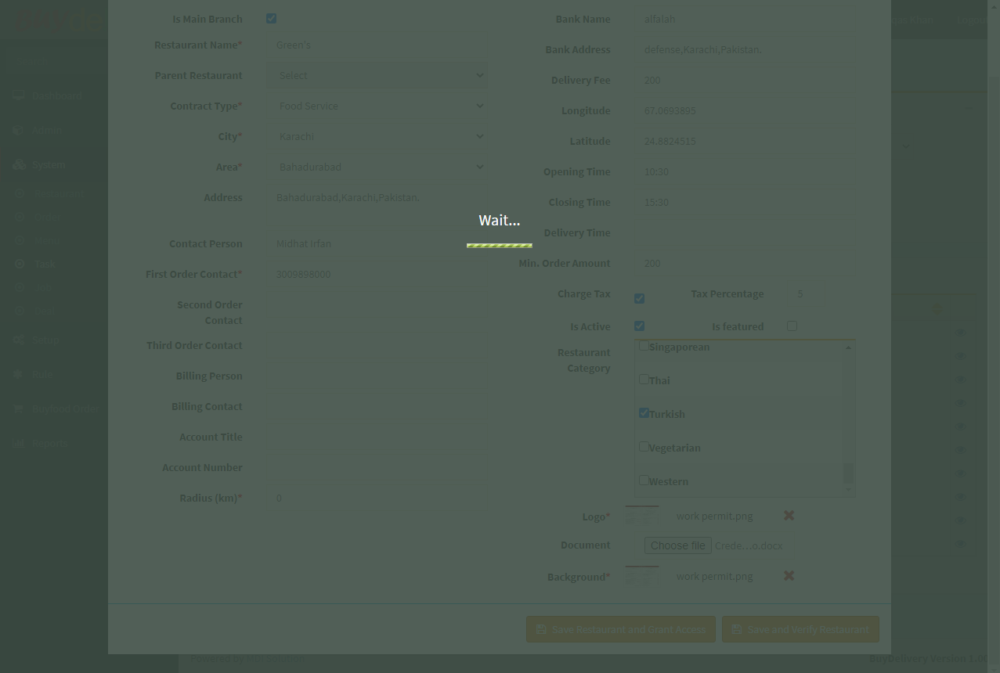 Is Main Branch
Restaurant Name* Green's
Parent Restaurant Select
Contract Type* Food Service
City* Karachi
Area* Bahadurabad
Address Bahadurabad,Karachi,Pakistan.
Contact Person Midhat Irfan
First Order Contact* 3009898000
Second Order
Contact
Third Order Contact
Billing Person
Billing Contact
Account Title
Account Number
Radius (km)* 0
Bank Name alfalah
Bank Address defense,Karachi,Pakistan.
Delivery Fee 200
Longitude 67.0693895
Latitude 24.8824515
Opening Time 10:30
Closing Time 15:30
Delivery Time
Min. Order Amount 200
Charge Tax Tax Percentage 5
Is Active Is featured
Restaurant
Category
Singaporean
Thai
Turkish
Vegetarian
Western
Logo* work permit.png
Document Choose file Crede...o.docx
Background* work permit.png
Save Restaurant and Grant Access Save and Verify Restaurant
Wait...
Dashboard
System
Task
Setup
Rule
Buyfood Order
Reports
Khan Logout
Powered by
BuyDelivery Version 1.0